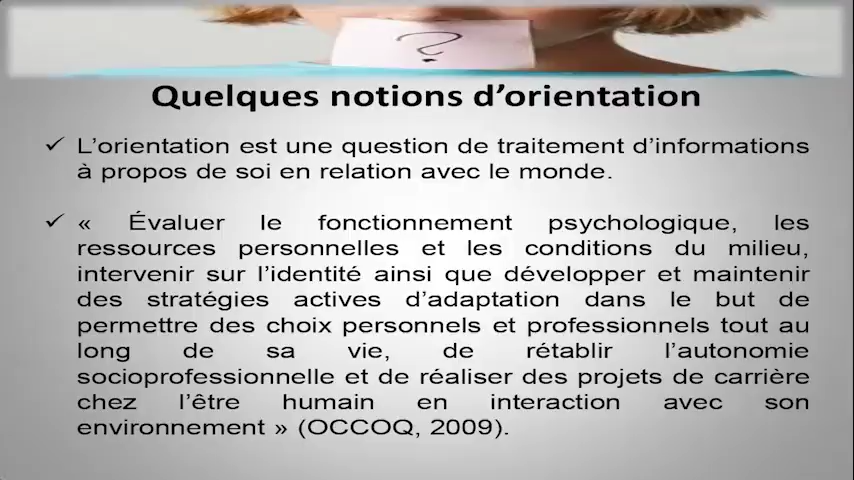 ?
Quelques notions d'orientation
✓ L'orientation est une question de traitement d'informations
à propos de soi en relation avec le monde.
✓ « Évaluer le fonctionnement psychologique, les
ressources personnelles et les conditions du milieu,
intervenir sur l'identité ainsi que développer et maintenir
des stratégies actives d'adaptation dans le but de
permettre des choix personnels et professionnels tout au
long de sa vie, de rétablir l'autonomie
socioprofessionnelle et de réaliser des projets de carrière
chez l'être humain en interaction avec son
environnement » (OCCOQ, 2009).